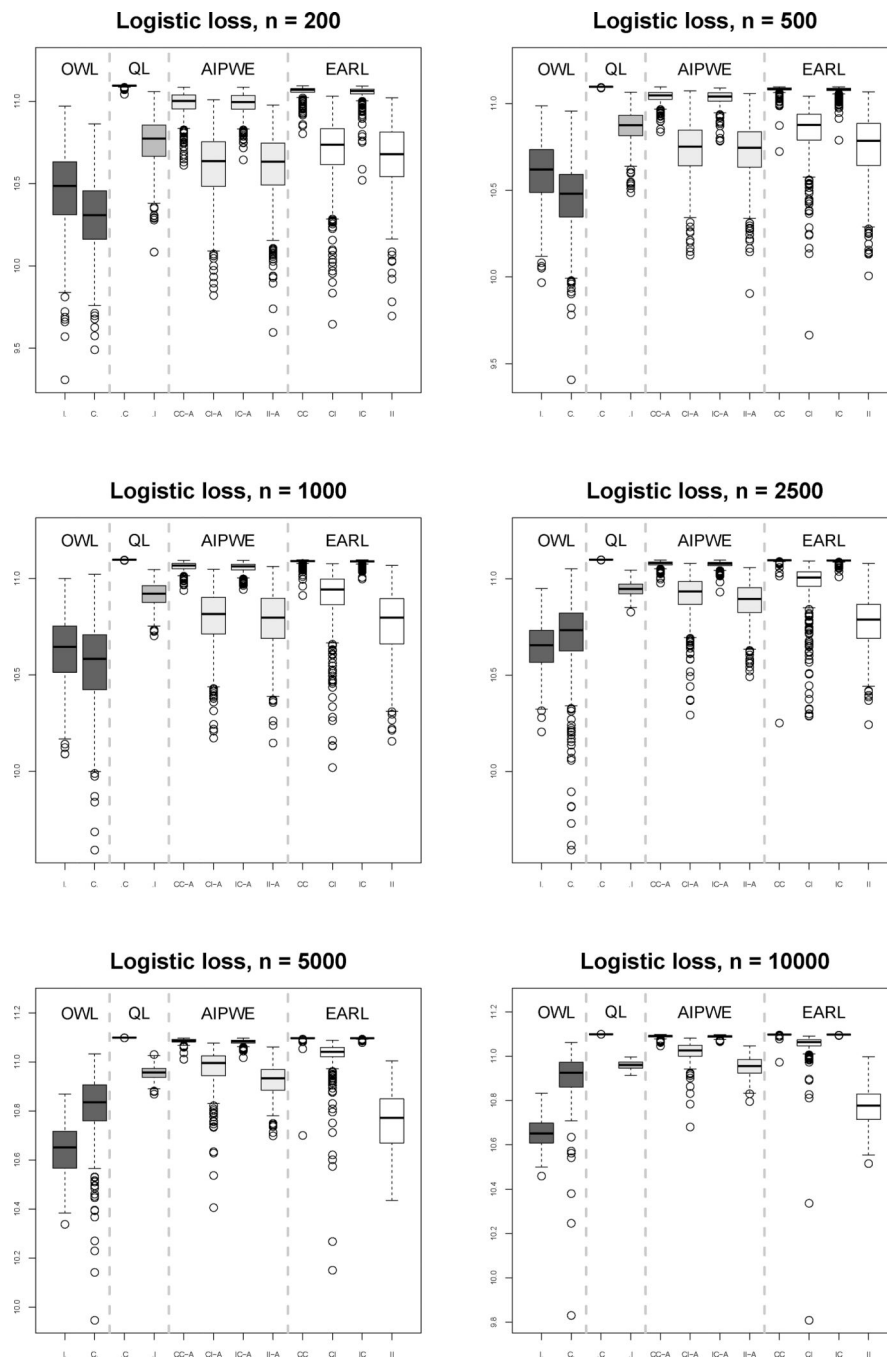 Logistic loss, n = 200
OWL QL AIPWE EARL
11.0
10.5
10.0
9.5
I. C. .C .I CC-A CI-A IC-A II-A CC CI IC II
Logistic loss, n = 500
OWL QL AIPWE EARL
11.0
10.5
10.0
9.5
I. C. .C .I CC-A CI-A IC-A II-A CC CI IC II
Logistic loss, n = 1000
OWL QL AIPWE EARL
11.0
10.5
10.0
I. C. .C .I CC-A CI-A IC-A II-A CC CI IC II
Logistic loss, n = 2500
OWL QL AIPWE EARL
11.0
10.5
10.0
I. C. .C .I CC-A CI-A IC-A II-A CC CI IC II
Logistic loss, n = 5000
OWL QL AIPWE EARL
11.2
11.0
10.8
10.6
10.4
10.2
10.0
I. C. .C .I CC-A CI-A IC-A II-A CC CI IC II
Logistic loss, n = 10000
OWL QL AIPWE EARL
11.2
11.0
10.8
10.6
10.4
10.2
10.0
9.8
I. C. .C .I CC-A CI-A IC-A II-A CC CI IC II